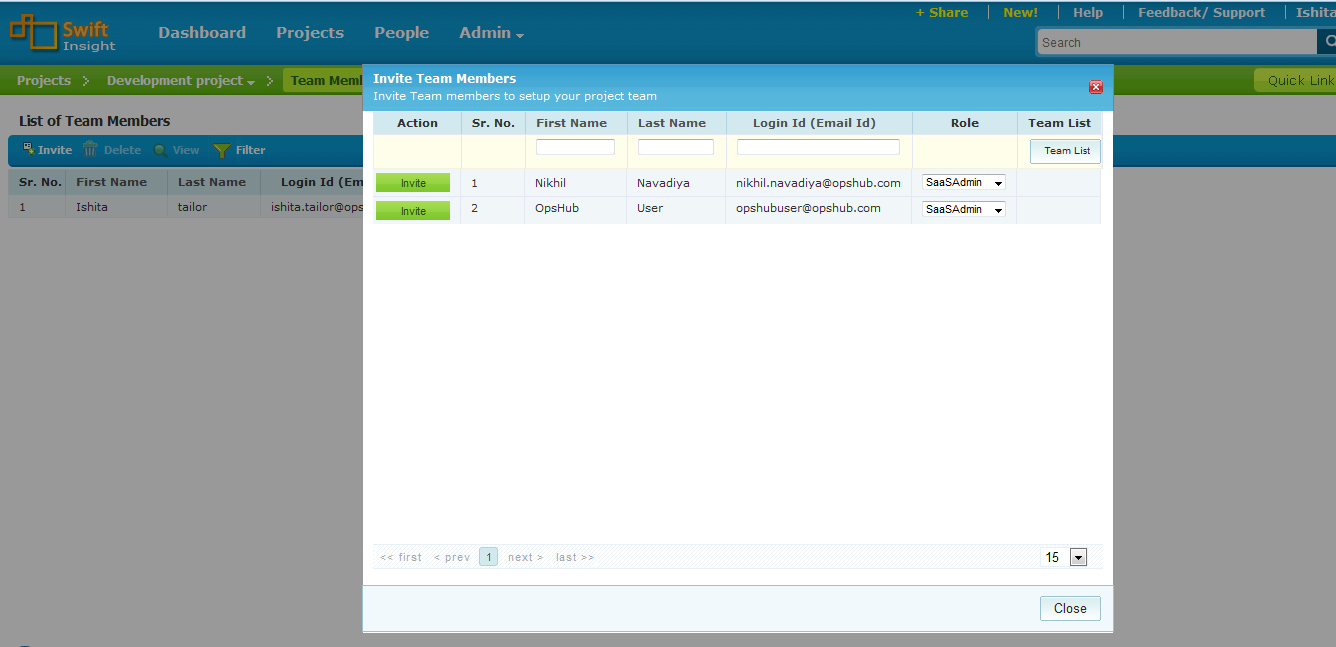 + Share | New! | Help | Feedback/ Support | Ishita
Swift
Insight
Dashboard Projects People Admin
Search
Projects > Development project > Team Meml
Quick Link
Invite Team Members
Invite Team members to setup your project team
List of Team Members
Invite Delete View Filter
Sr. No. First Name Last Name Login Id (Em
1 Ishita tailor ishita.tailor@ops
Action Sr. No. First Name Last Name Login Id (Email Id) Role Team List
Team List
Invite 1 Nikhil Navadiya nikhil.navadiya@opshub.com SaaSAdmin
Invite 2 OpsHub User opshubuser@opshub.com SaaSAdmin
<< first < prev 1 next > last >> 15
Close